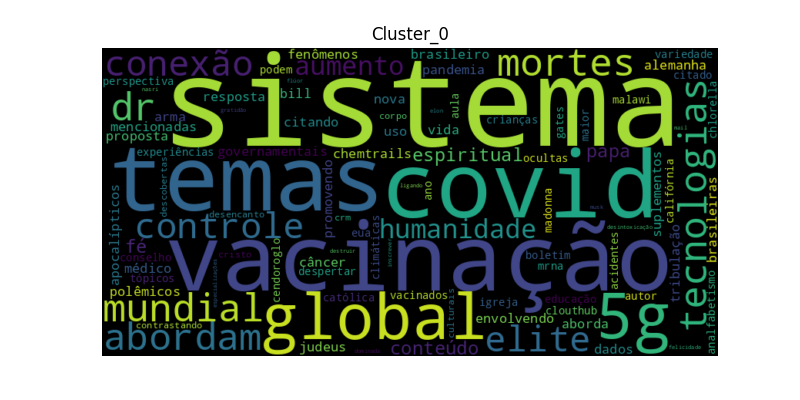 Cluster_0
conexão
fenômenos
podem
aumento
brasileiro
pandemia
mortes
variedade
alemanha
citado
perspectiva
dr
arma
mencionadas
proposta
resposta
bill
citando
sistema
nova
corpo
uso
vida
aula
crianças
gates
maior
malawi
tecnologias
chlorella
experiências
governamentais
chemtrails
espiritual
ocultas
papa
temas
covid
apocalípticos
descobertas
desencanto
controle
promovendo
ano
ligando
crm
eua
climáticas
humanidade
madonna
suplementos
califórnia
tribulação
brasileiras
analfabetismo
fé
conselho
médico
tópicos
polêmicos
cristo
cendoroglo
câncer
despertar
destruir
vacinação
boletim
mrna
acidentes
desintoxicação
mundial
contrastando
global
católica
vacinados
culturais
igreja
envolvendo
educação
clouthub
aborda
5g
autor
abordam
judeus
conteúdo
elite
dados
felicidade